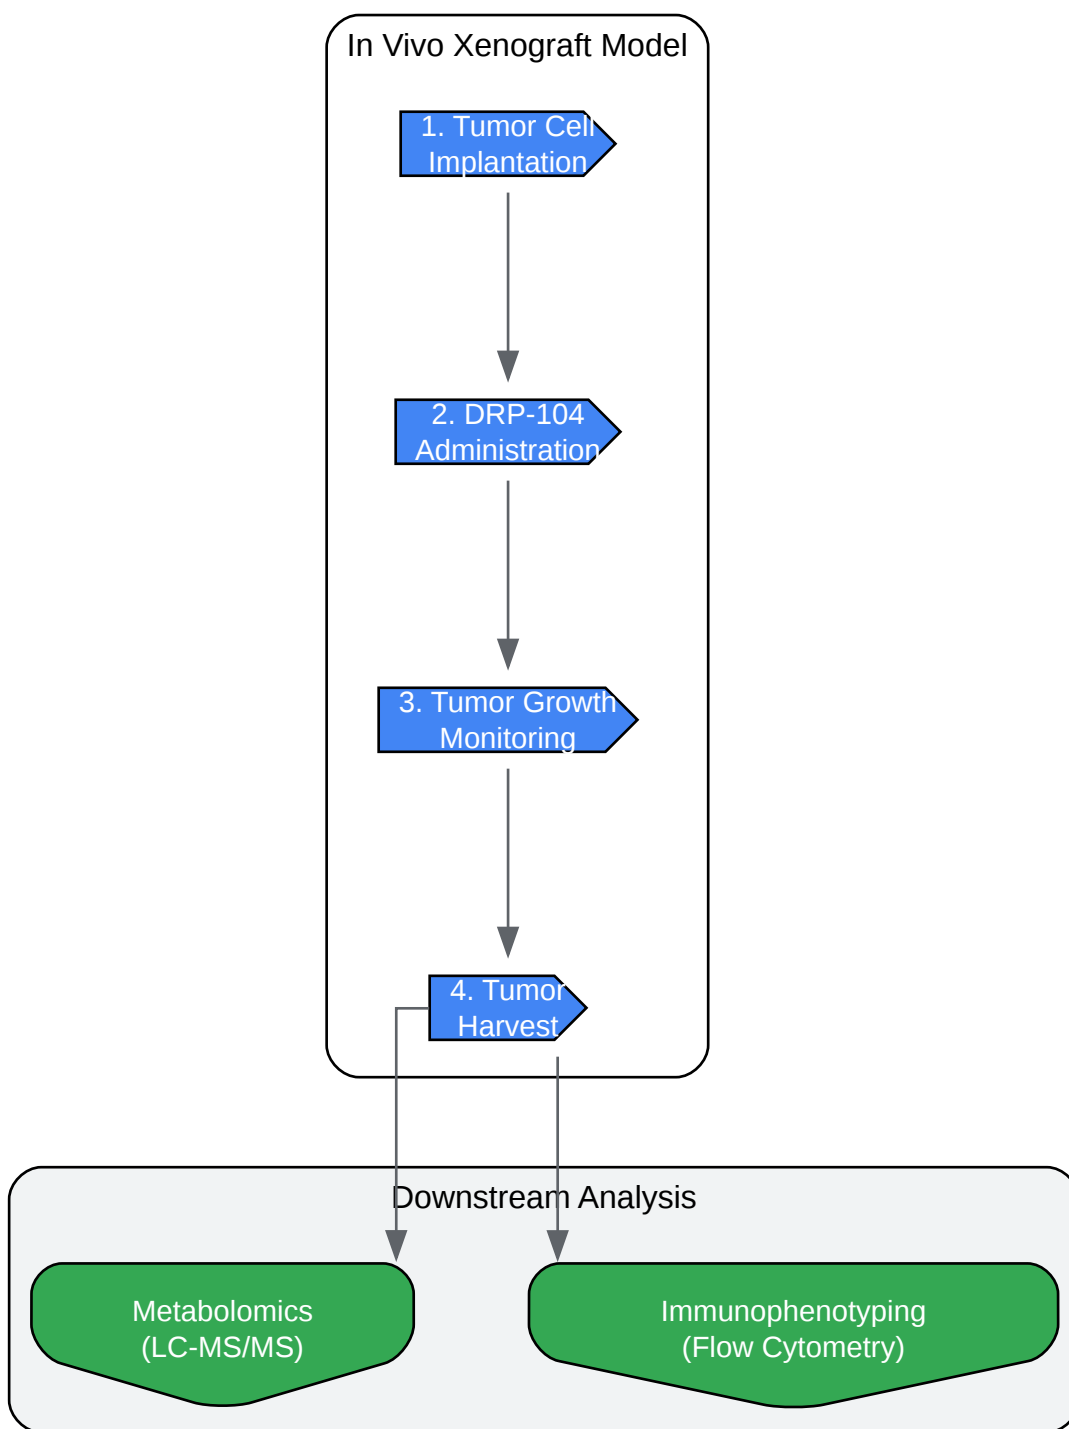 In Vivo Xenograft Model
1. Tumor Cell
Implantation
2. DRP-104
Administration
3. Tumor Growth
Monitoring
4. Tumor
Harvest
Downstream Analysis
Metabolomics
(LC-MS/MS)
Immunophenotyping
(Flow Cytometry)